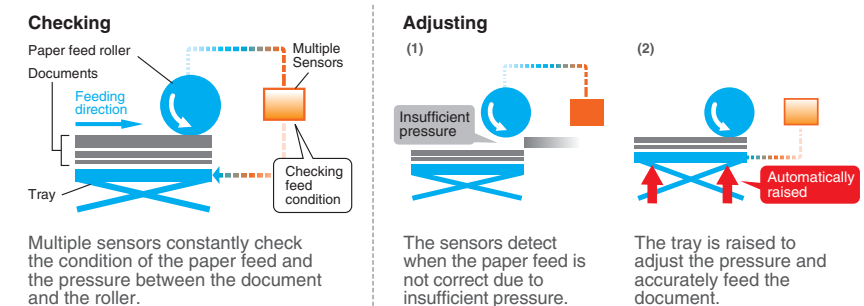 Checking
Paper feed roller
Multiple
Sensors
Documents
Feeding
direction
Tray
Checking
feed
condition
Multiple sensors constantly check
the condition of the paper feed and
the pressure between the document
and the roller.
Adjusting
(1)
Insufficient
pressure
The sensors detect
when the paper feed is
not correct due to
insufficient pressure.
(2)
Automatically
raised
The tray is raised to
adjust the pressure and
accurately feed the
document.